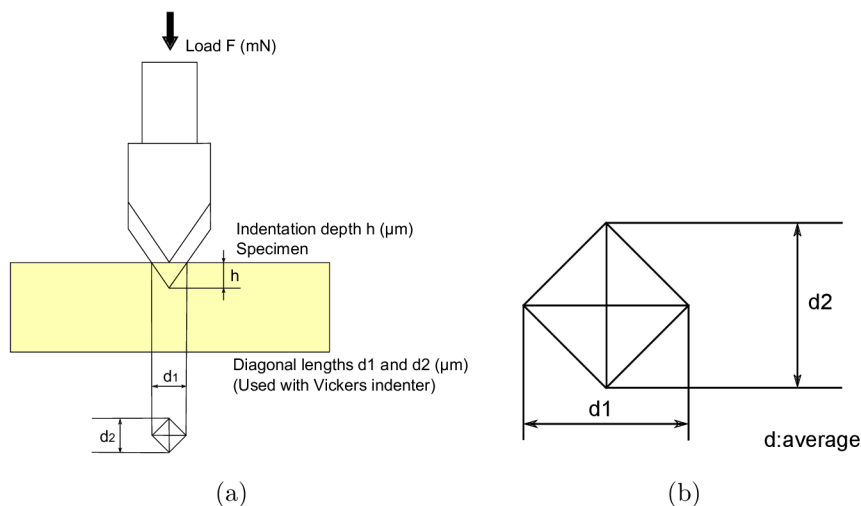 Load F (mN)
Indentation depth h (μm)
Specimen
h
Diagonal lengths d1 and d2 (μm)
(Used with Vickers indenter)
d1
d2
(a)
d2
d1
d:average
(b)